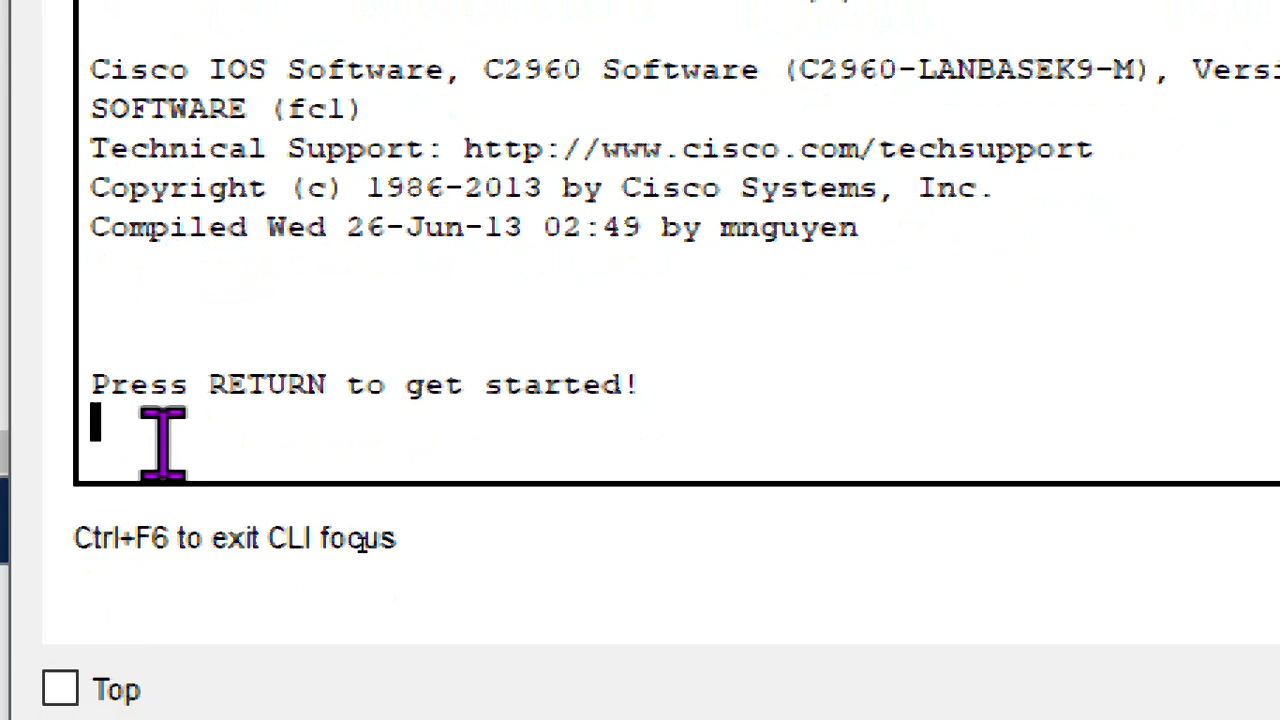 Cisco IOS Software, C2960 Software (C2960-LANBASEK9-M),
SOFTWARE (fc1)
Technical Support: http://www.cisco.com/techsupport
Copyright (c) 1986-2013 by Cisco Systems, Inc.
Compiled Wed 26-Jun-13 02:49 by mnguyen
Press RETURN to get started!
Ctrl+F6 to exit CLI focus
Top